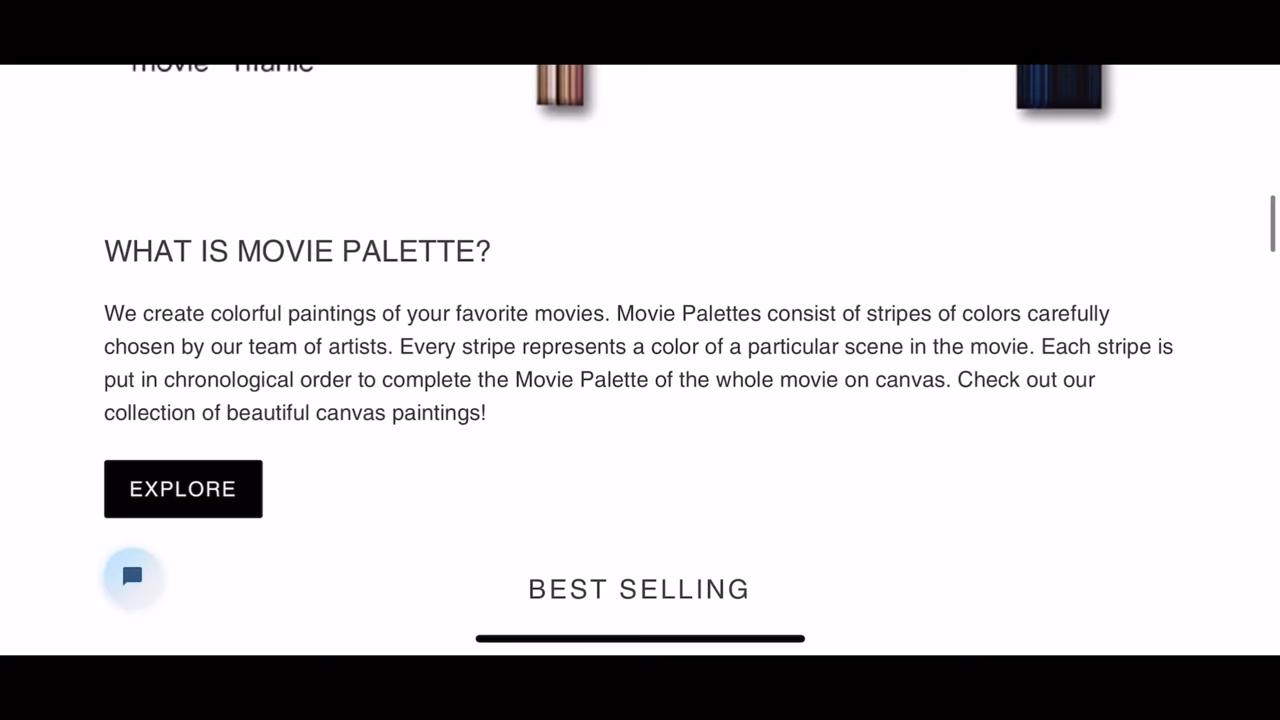 movie Titanic
WHAT IS MOVIE PALETTE?
We create colorful paintings of your favorite movies. Movie Palettes consist of stripes of colors carefully
chosen by our team of artists. Every stripe represents a color of a particular scene in the movie. Each stripe is
put in chronological order to complete the Movie Palette of the whole movie on canvas. Check out our
collection of beautiful canvas paintings!
EXPLORE
BEST SELLING